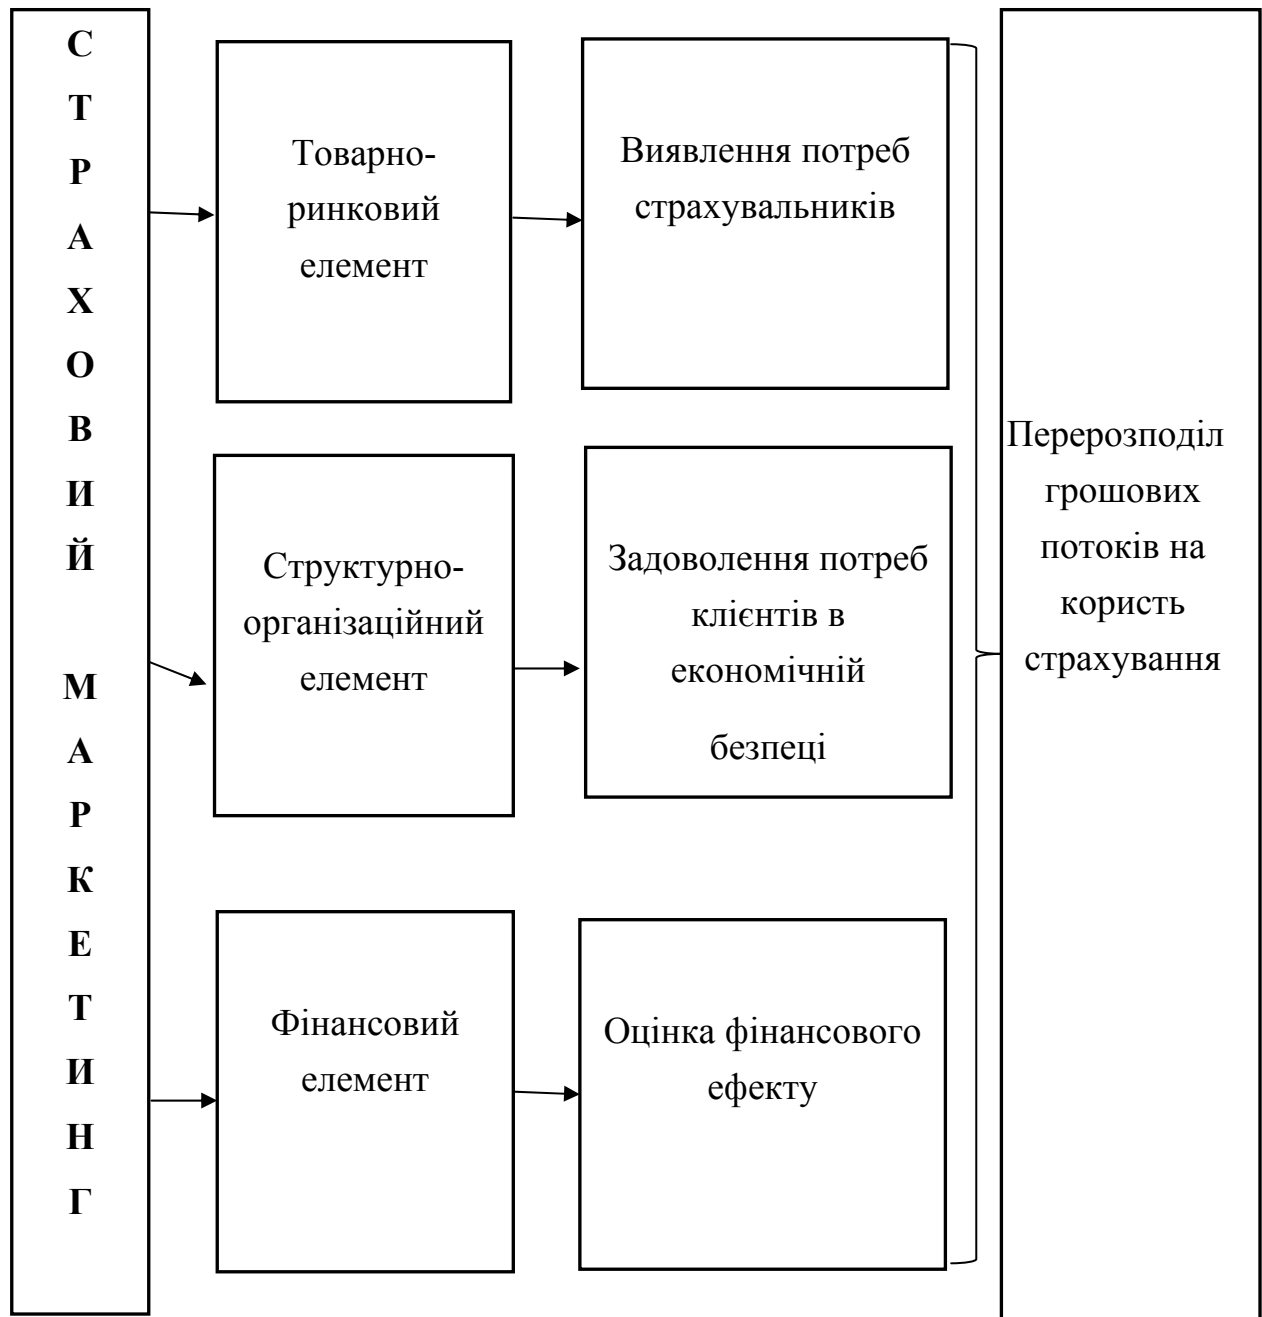 С
Т
Р
А
Х
О
В
И
Й
М
А
Р
К
Е
Т
И
Н
Г
Товарно-
ринковий
елемент
Виявлення потреб
страхувальників
Структурно-
організаційний
елемент
Задоволення потреб
клієнтів в
економічній
безпеці
Фінансовий
елемент
Оцінка фінансового
ефекту
Перерозподіл
грошових
потоків на
користь
страхування